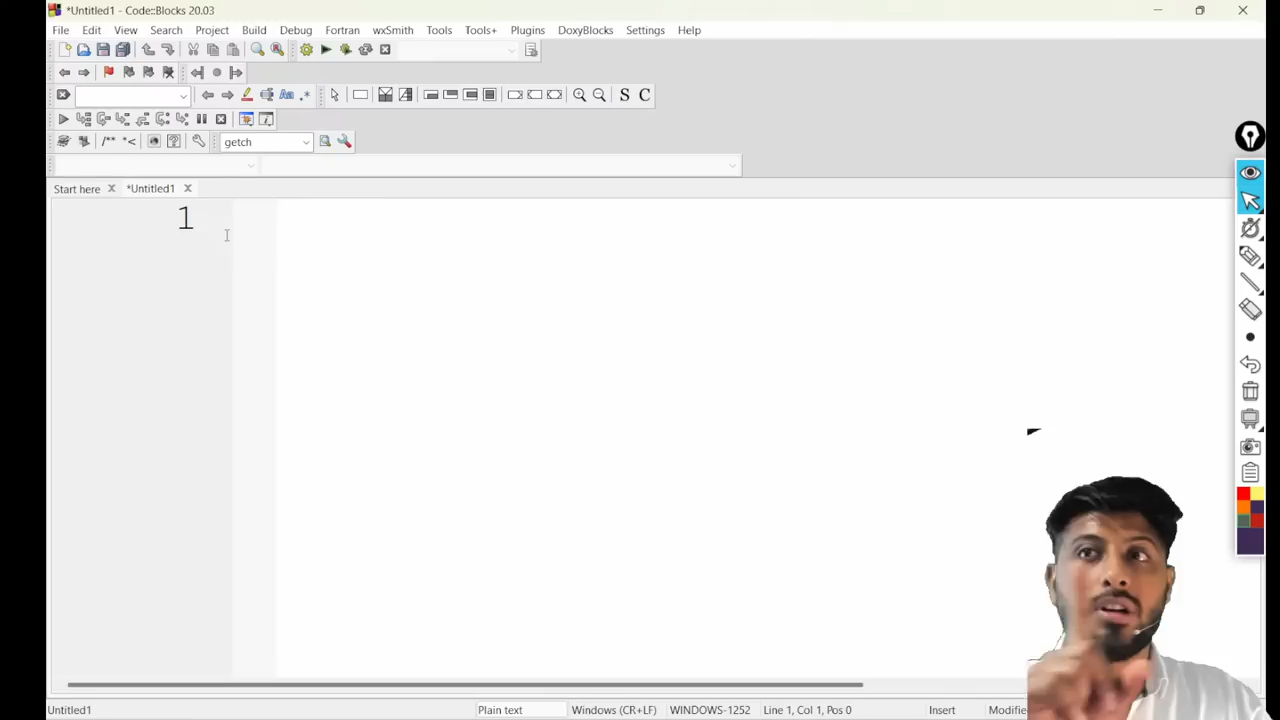 *Untitled1 - Code::Blocks 20.03
File Edit View Search Project Build Debug Fortran wxSmith Tools Tools+ Plugins DoxyBlocks Settings Help
Aa .* S C
/** *< getch
Start here *Untitled1
1
Untitled1 Plain text Windows (CR+LF) WINDOWS-1252 Line 1, Col 1, Pos 0 Insert Modifie